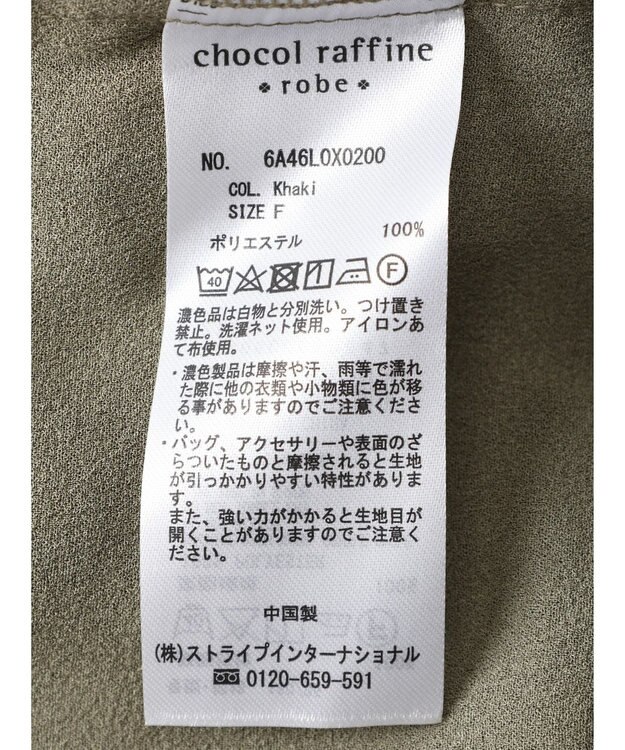 chocol raffine
robe
NO. 6A46L0X0200
COL. Khaki
SIZE F
ポリエステル 100%
40 F
濃色品は白物と分別洗い。つけ置き
禁止。洗濯ネット使用。アイロンあ
て布使用。
・濃色製品は摩擦や汗、雨等で濡れ
た際に他の衣類や小物類に色が移
る事がありますのでご注意くださ
い。
・バッグ、アクセサリーや表面のざ
らついたものと摩擦されると生地
が引っかかりやすい特性がありま
す。
また、強い力がかかると生地目が
開くことがありますのでご注意く
ださい。
中国製
(株)ストライプインターナショナル
0120-659-591